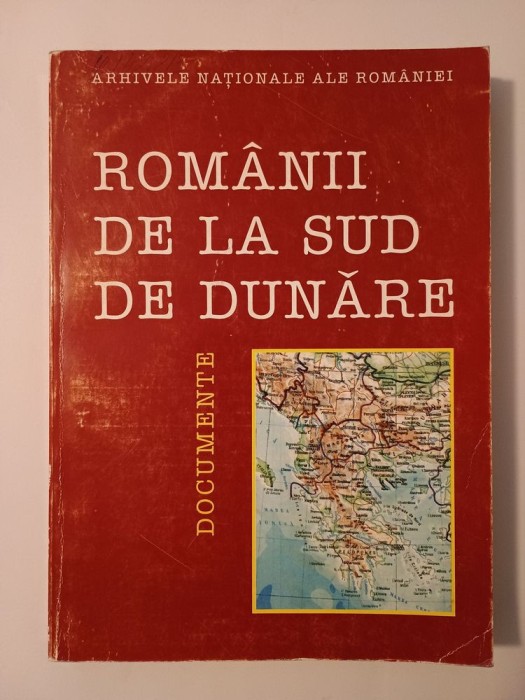 ARHIVELE NAȚIONALE ALE ROMÂNIEI
ROMÂNII
DE LA SUD
DE DUNĂRE
DOCUMENTE